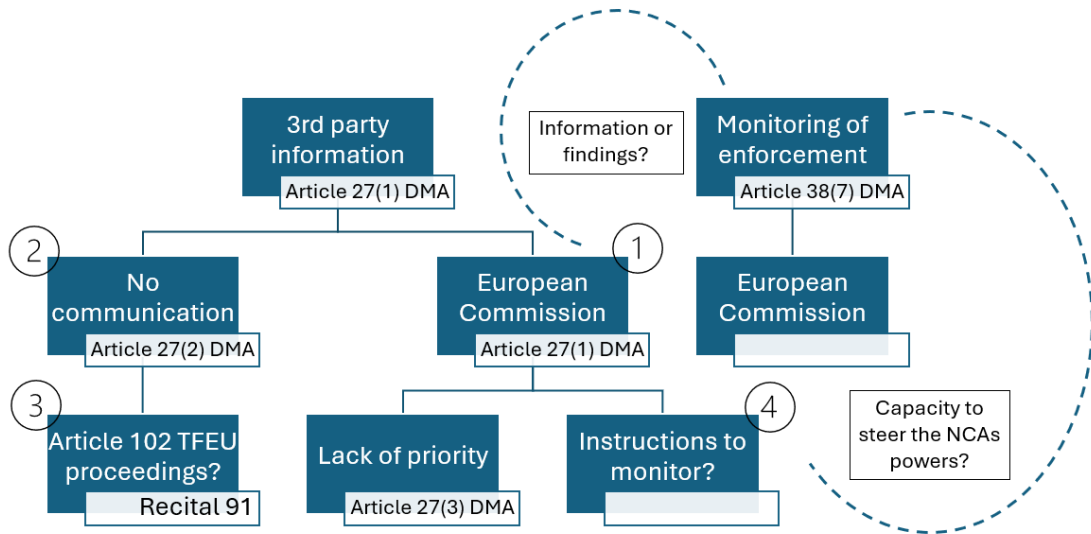 3rd party
information
Article 27(1) DMA
Information or
findings?
Monitoring of
enforcement
Article 38(7) DMA
2
No
communication
Article 27(2) DMA
1
European
Commission
Article 27(1) DMA
European
Commission
3
Article 102 TFEU
proceedings?
Recital 91
Lack of priority
Article 27(3) DMA
4
Instructions to
monitor?
Capacity to
steer the NCAs
powers?